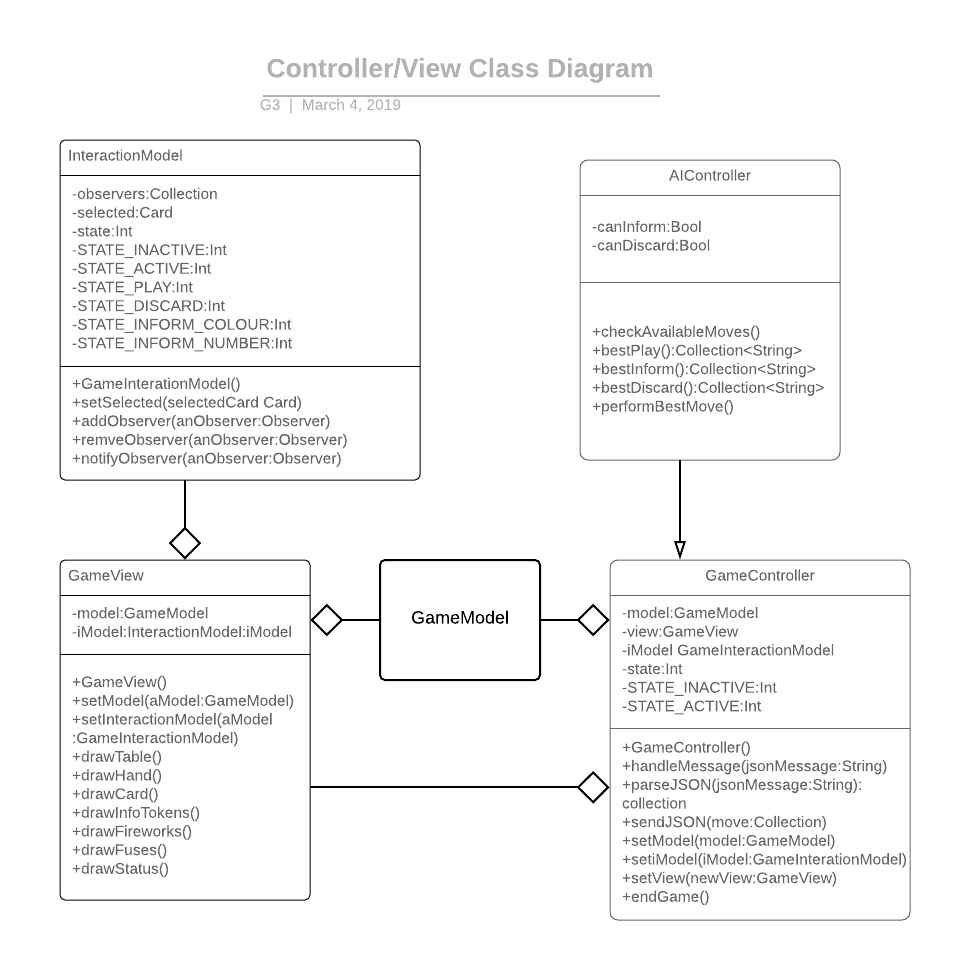 Controller/View Class Diagram
G3 | March 4, 2019
InteractionModel
-observers:Collection
-selected:Card
-state:Int
-STATE_INACTIVE:Int
-STATE_ACTIVE:Int
-STATE_PLAY:Int
-STATE_DISCARD:Int
-STATE_INFORM_COLOUR:Int
-STATE_INFORM_NUMBER:Int
+GameInterationModel()
+setSelected(selectedCard Card)
+addObserver(anObserver:Observer)
+remveObserver(anObserver:Observer)
+notifyObserver(anObserver:Observer)
AIController
-canInform:Bool
-canDiscard:Bool
+checkAvailableMoves()
+bestPlay():Collection<String>
+bestInform():Collection<String>
+bestDiscard():Collection<String>
+performBestMove()
GameView
-model:GameModel
-iModel:InteractionModel:iModel
+GameView()
+setModel(aModel:GameModel)
+setInteractionModel(aModel
:GameInteractionModel)
+drawTable()
+drawHand()
+drawCard()
+drawInfoTokens()
+drawFireworks()
+drawFuses()
+drawStatus()
GameModel
GameController
-model:GameModel
-view:GameView
-iModel GameInteractionModel
-state:Int
-STATE_INACTIVE:Int
-STATE_ACTIVE:Int
+GameController()
+handleMessage(jsonMessage:String)
+parseJSON(jsonMessage:String):
collection
+sendJSON(move:Collection)
+setModel(model:GameModel)
+setiModel(iModel:GameInterationModel)
+setView(newView:GameView)
+endGame()